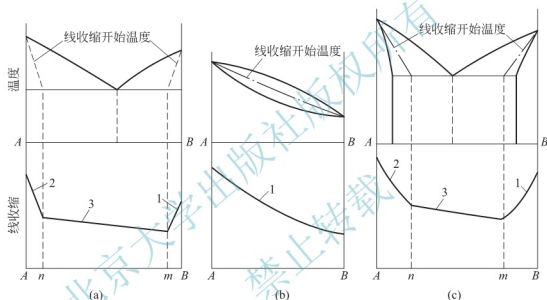 线收缩开始温度
线收缩开始温度
线收缩开始温度
温度
A B A B A B
线收缩
2 3 1
1
2 3 1
A n m B A B A n m B
(a) (b) (c)
北京大学出版社版权所有
禁止转载